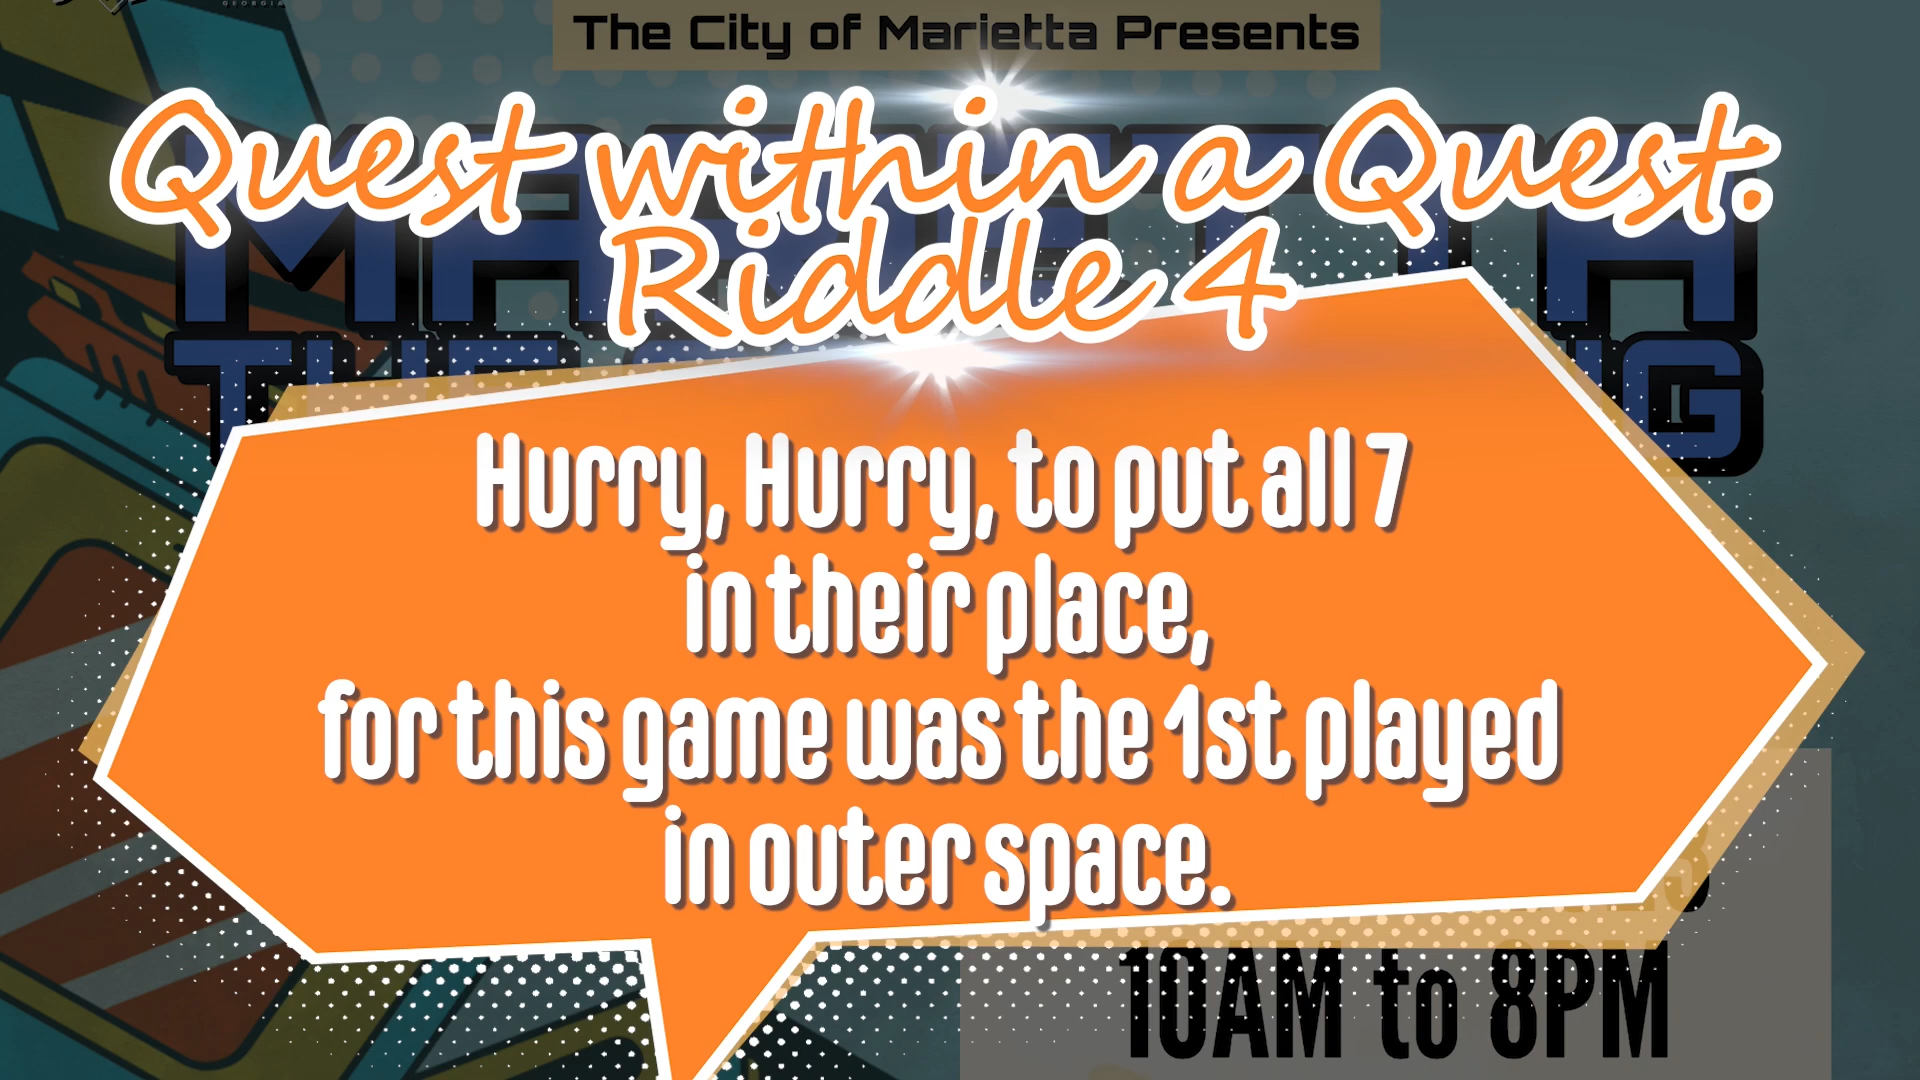 GEORGIA
The City of Marietta Presents
Quest within a Quest:
Riddle 4
Hurry, Hurry, to put all 7
in their place,
for this game was the 1st played
in outer space.
10AM to 8PM